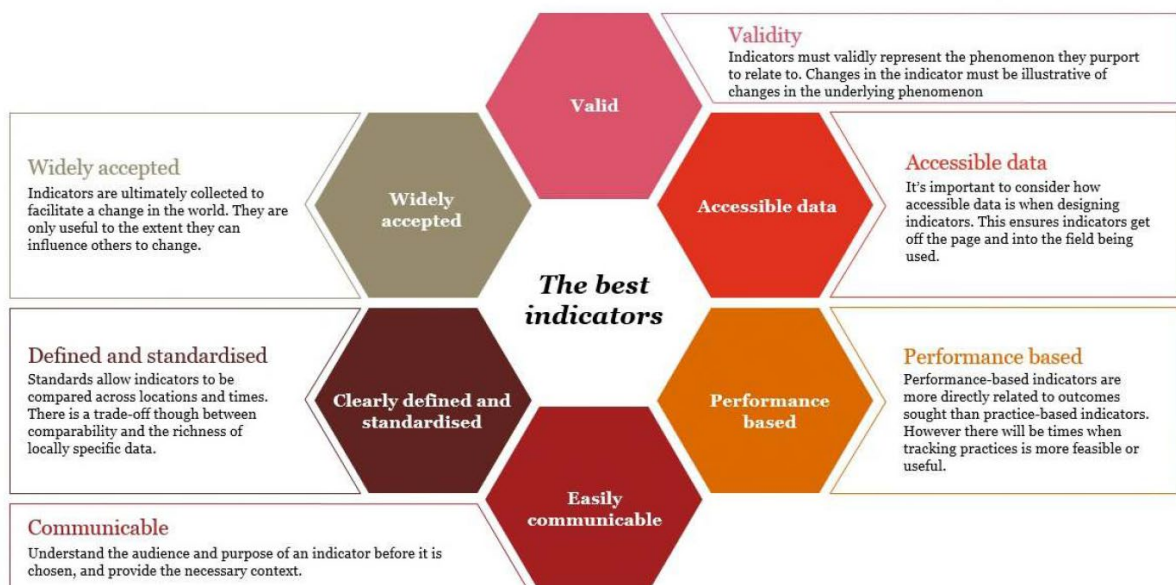 Validity
Indicators must validly represent the phenomenon they purport
to relate to. Changes in the indicator must be illustrative of
changes in the underlying phenomenon
Valid
Widely accepted
Indicators are ultimately collected to
facilitate a change in the world. They are
only useful to the extent they can
influence others to change.
Widely
accepted
Accessible data
Accessible data
It's important to consider how
accessible data is when designing
indicators. This ensures indicators get
off the page and into the field being
used.
The best
indicators
Defined and standardised
Standards allow indicators to be
compared across locations and times.
There is a trade-off though between
comparability and the richness of
locally specific data.
Clearly defined and
standardised
Performance
based
Performance based
Performance-based indicators are
more directly related to outcomes
sought than practice-based indicators.
However there will be times when
tracking practices is more feasible or
useful.
Easily
communicable
Communicable
Understand the audience and purpose of an indicator before it is
chosen, and provide the necessary context.